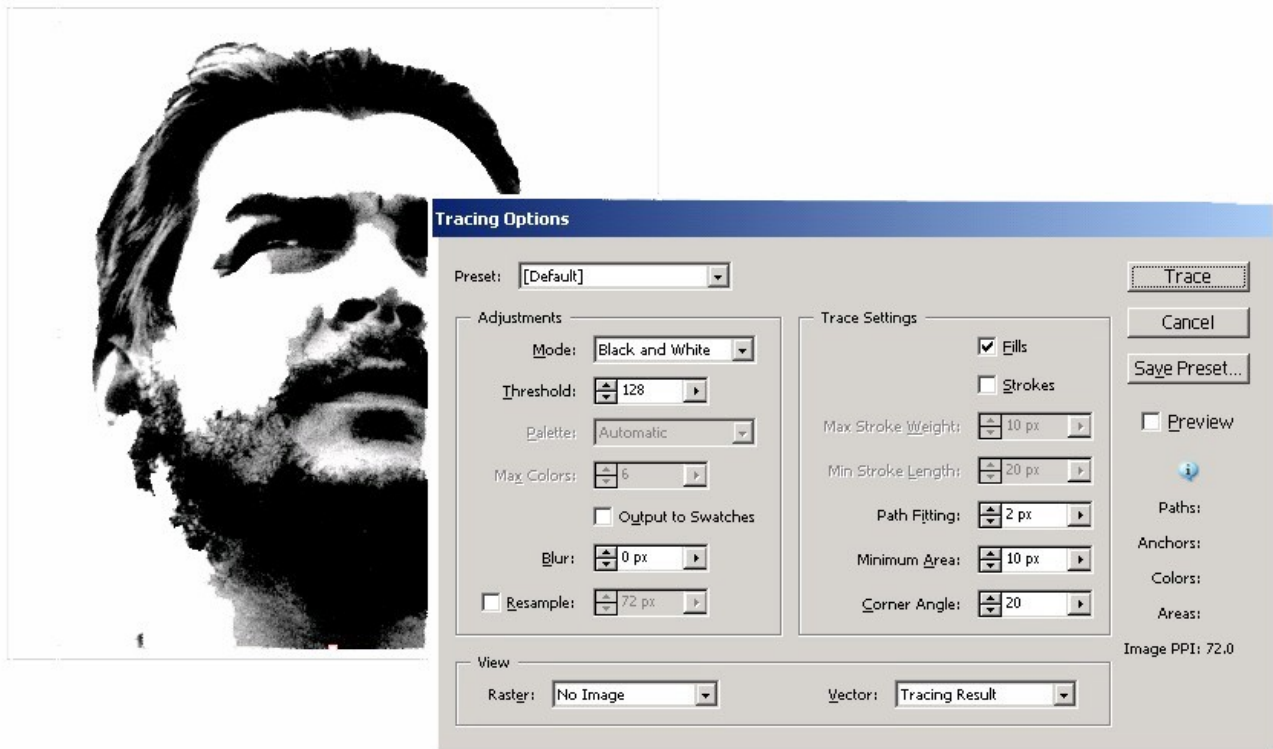 Tracing Options
Preset: [Default]
Trace
Cancel
Save Preset...
Preview
Adjustments
Mode: Black and White
Threshold: 128
Palette: Automatic
Max Colors: 6
Output to Swatches
Blur: 0 px
Resample: 72 px
Trace Settings
Fills
Strokes
Max Stroke Weight: 10 px
Min Stroke Length: 20 px
Path Fitting: 2 px
Minimum Area: 10 px
Corner Angle: 20
Paths:
Anchors:
Colors:
Areas:
Image PPI: 72.0
View
Raster: No Image
Vector: Tracing Result